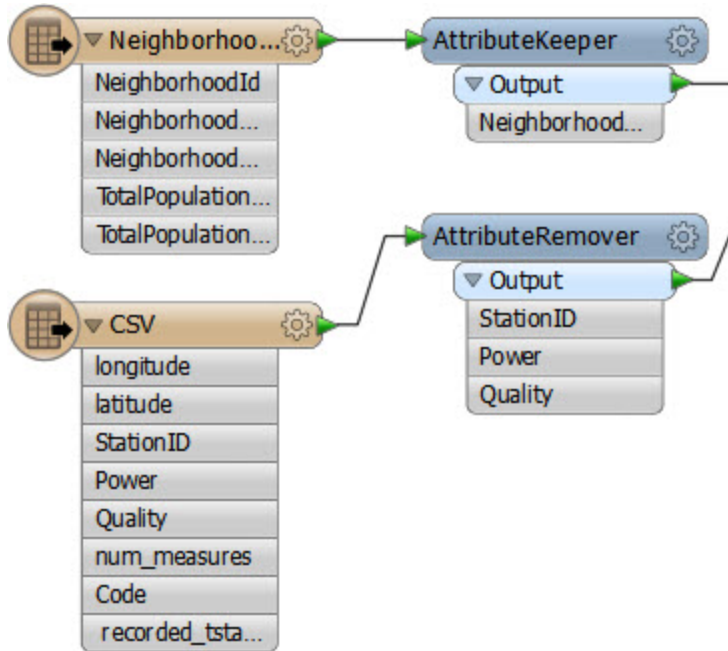 Neighborhoo...
NeighborhoodId
Neighborhood...
Neighborhood...
TotalPopulation...
TotalPopulation...
AttributeKeeper
Output
Neighborhood...
CSV
longitude
latitude
StationID
Power
Quality
num_measures
Code
recorded_tsta...
AttributeRemover
Output
StationID
Power
Quality